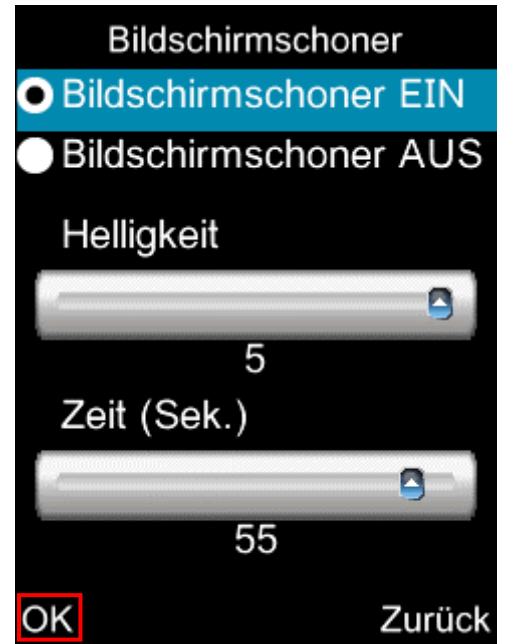 Bildschirmschoner
Bildschirmschoner EIN
Bildschirmschoner AUS
Helligkeit
5
Zeit (Sek.)
55
OK Zurück